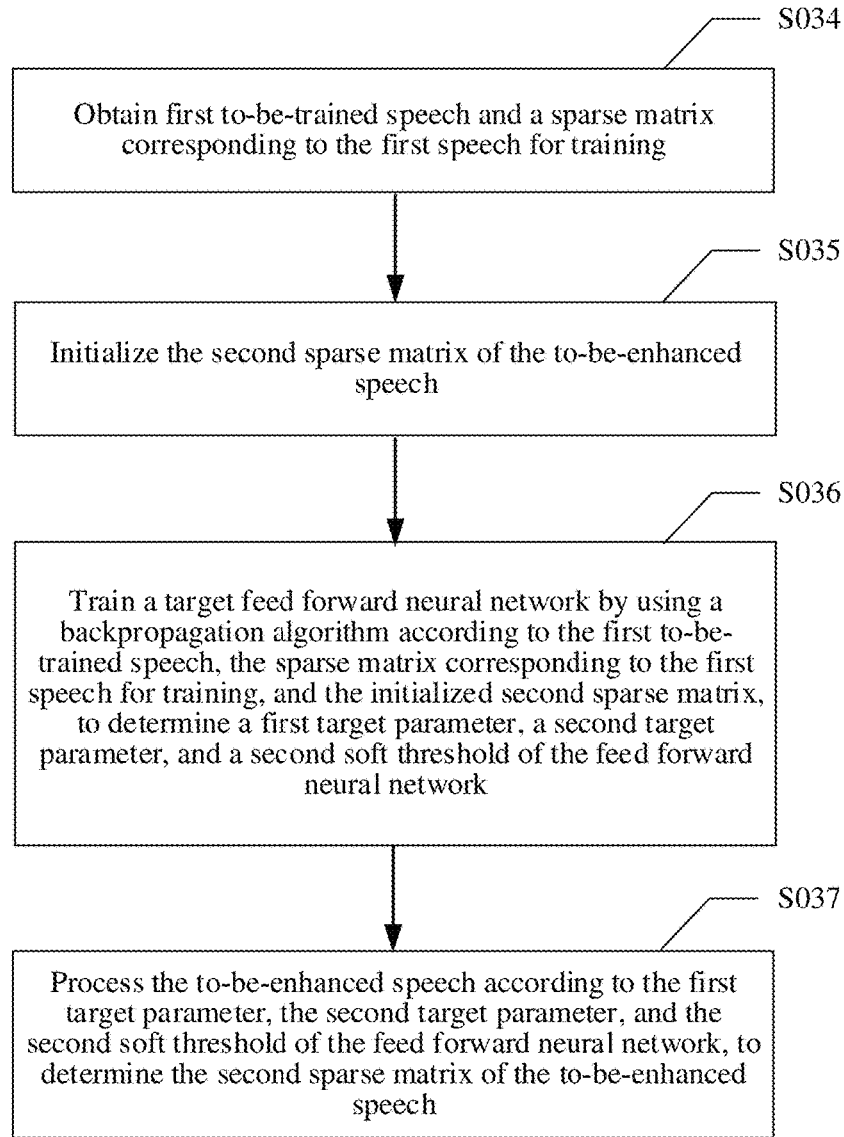 S034
Obtain first to-be-trained speech and a sparse matrix
corresponding to the first speech for training
S035
Initialize the second sparse matrix of the to-be-enhanced
speech
S036
Train a target feed forward neural network by using a
backpropagation algorithm according to the first to-be-
trained speech, the sparse matrix corresponding to the first
speech for training, and the initialized second sparse matrix,
to determine a first target parameter, a second target
parameter, and a second soft threshold of the feed forward
neural network
S037
Process the to-be-enhanced speech according to the first
target parameter, the second target parameter, and the
second soft threshold of the feed forward neural network, to
determine the second sparse matrix of the to-be-enhanced
speech